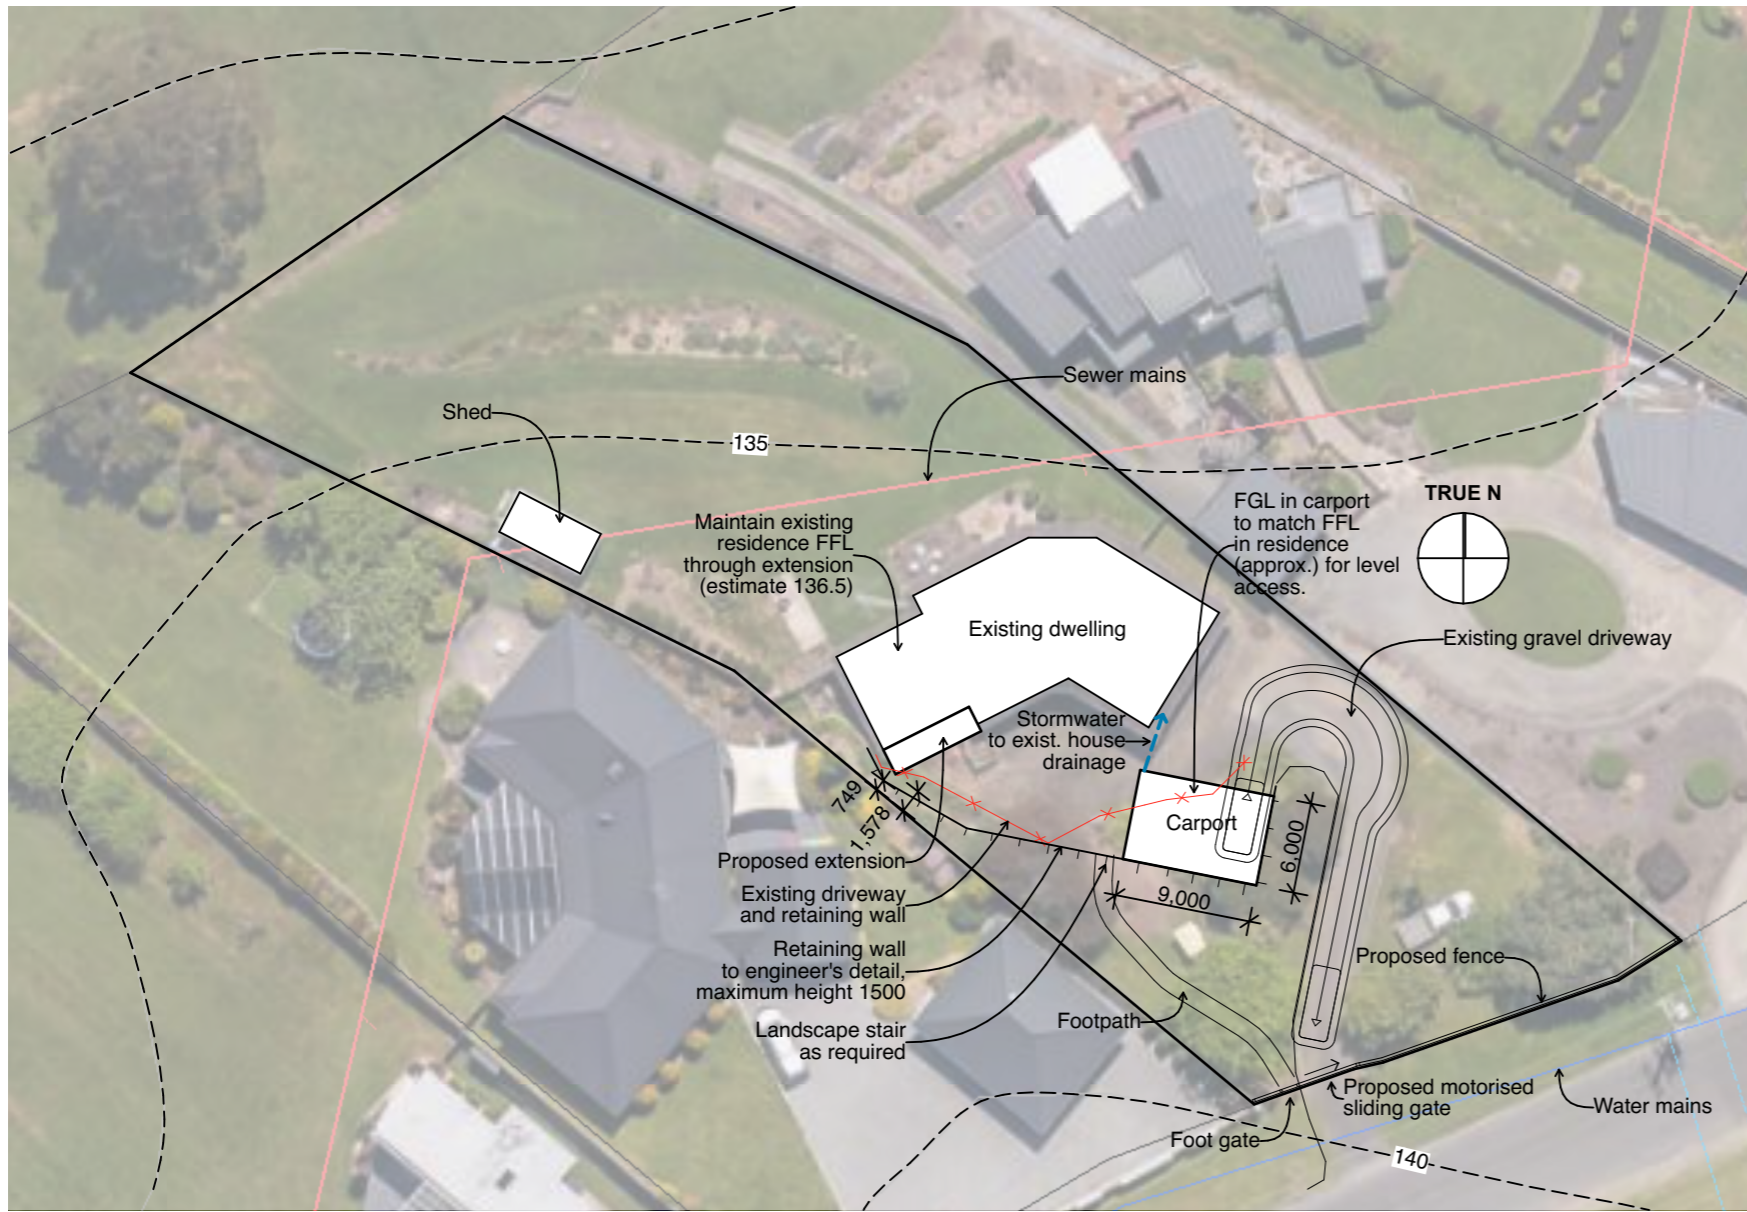 Sewer mains
Shed
135
Maintain existing
residence FFL
through extension
(estimate 136.5)
FGL in carport
to match FFL
in residence
(approx.) for level
access.
TRUE N
Existing dwelling
Existing gravel driveway
Stormwater
to exist. house
drainage
749
1,578
Carport
6,000
9,000
Proposed extension
Existing driveway
and retaining wall
Retaining wall
to engineer's detail,
maximum height 1500
Landscape stair
as required
Footpath
Proposed fence
Proposed motorised
sliding gate
Water mains
Foot gate
140